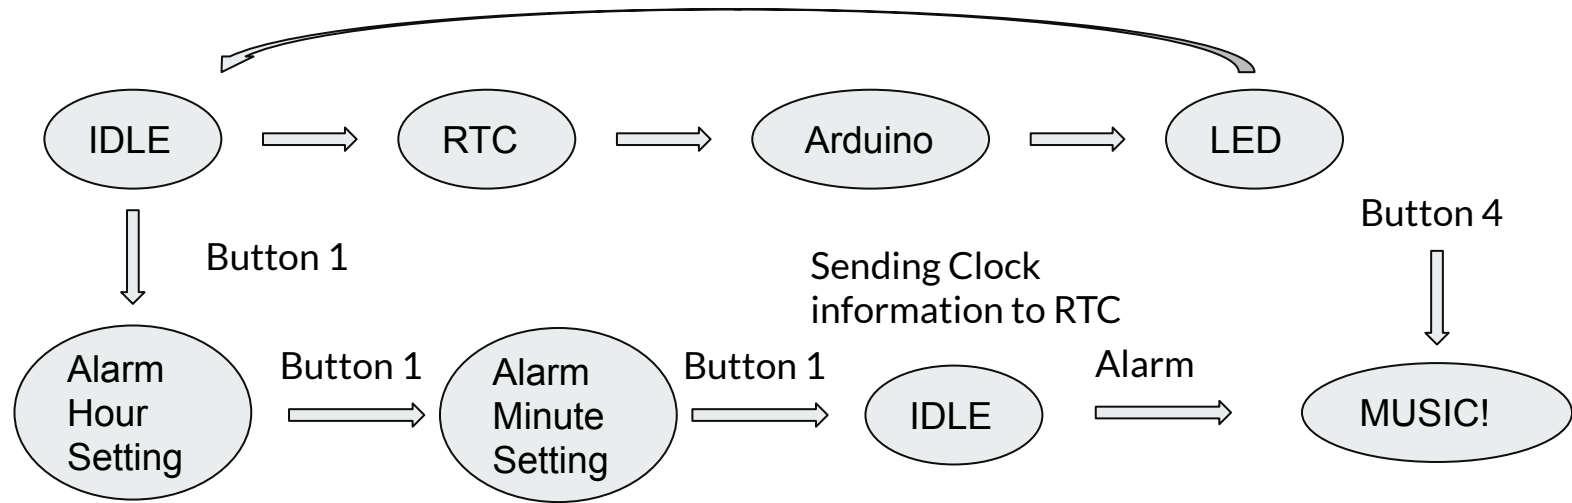 IDLE
RTC
Arduino
LED
Button 4
Button 1
Sending Clock
information to RTC
Alarm
Hour
Setting
Button 1
Alarm
Minute
Setting
Button 1
IDLE
Alarm
MUSIC!